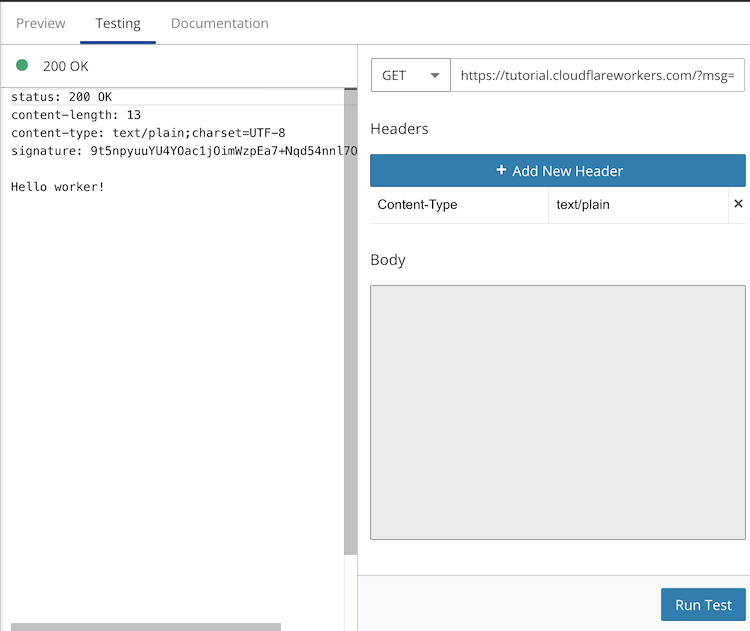 Preview Testing Documentation
200 OK
status: 200 OK
content-length: 13
content-type: text/plain;charset=UTF-8
signature: 9t5npyuuYU4YOac1jOimWzpEa7+Nqd54nnl7O
Hello worker!
GET https://tutorial.cloudflareworkers.com/?msg=
Headers
+ Add New Header
Content-Type text/plain ×
Body
Run Test